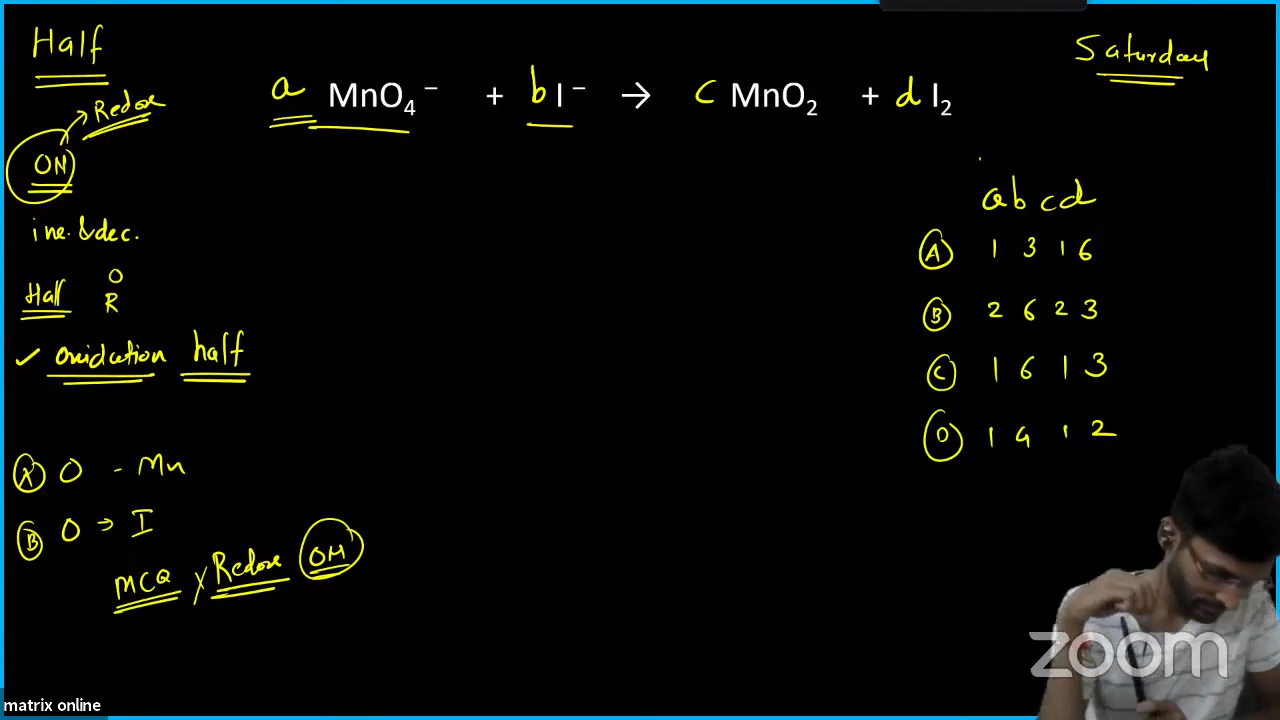 Half
Saturday
a MnO₄⁻ + b I⁻ → c MnO₂ + d I₂
Redox
ON
inc. & dec.
Half O
R
✓ oxidation half
a b c d
A 1 3 1 6
B 2 6 2 3
C 1 6 1 3
D 1 4 1 2
A O - Mn
B O → I
MCQ Redox OH⁻
zoom
matrix online